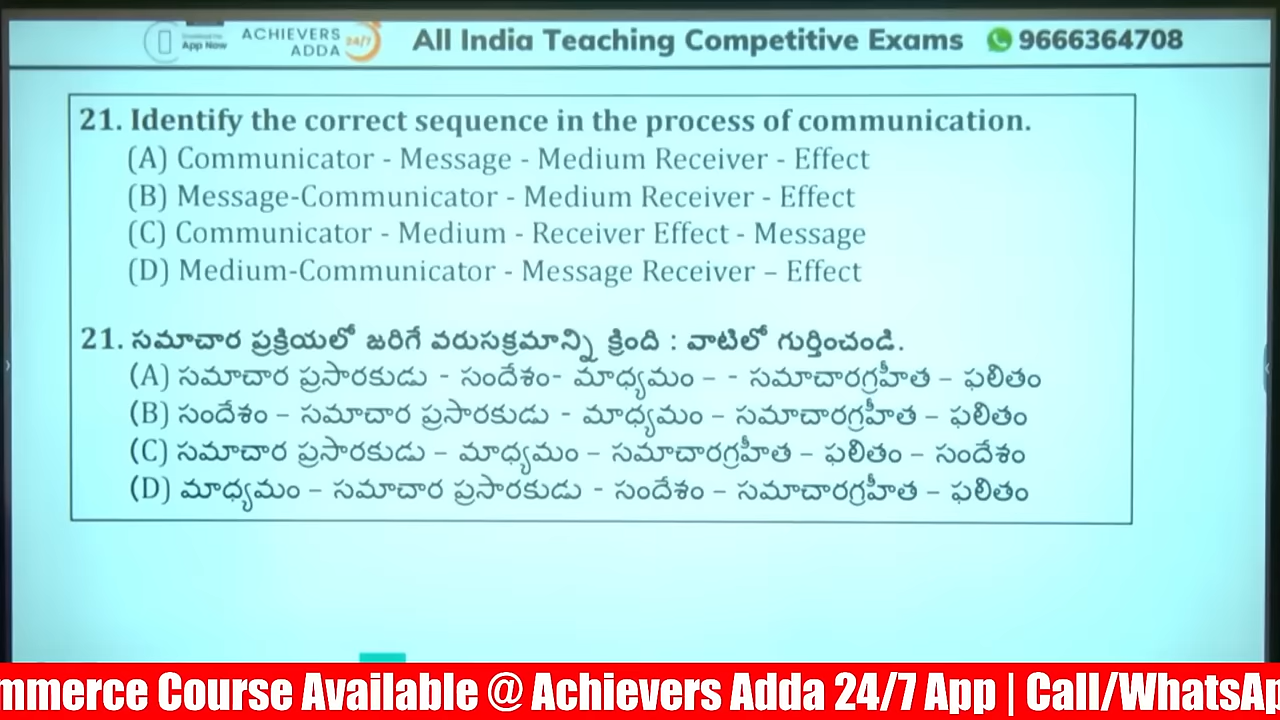 App Now
ACHIEVERS
ADDA 24/7
All India Teaching Competitive Exams 9666364708
21. Identify the correct sequence in the process of communication.
(A) Communicator - Message - Medium Receiver - Effect
(B) Message-Communicator - Medium Receiver - Effect
(C) Communicator - Medium - Receiver Effect - Message
(D) Medium-Communicator - Message Receiver – Effect
21. సమాచార ప్రక్రియలో జరిగే వరుసక్రమాన్ని క్రింది : వాటిలో గుర్తించండి.
(A) సమాచార ప్రసారకుడు - సందేశం- మాధ్యమం – - సమాచారగ్రహీత – ఫలితం
(B) సందేశం – సమాచార ప్రసారకుడు - మాధ్యమం – సమాచారగ్రహీత – ఫలితం
(C) సమాచార ప్రసారకుడు – మాధ్యమం – సమాచారగ్రహీత – ఫలితం – సందేశం
(D) మాధ్యమం – సమాచార ప్రసారకుడు - సందేశం – సమాచారగ్రహీత – ఫలితం
mmerce Course Available @ Achievers Adda 24/7 App | Call/WhatsAp